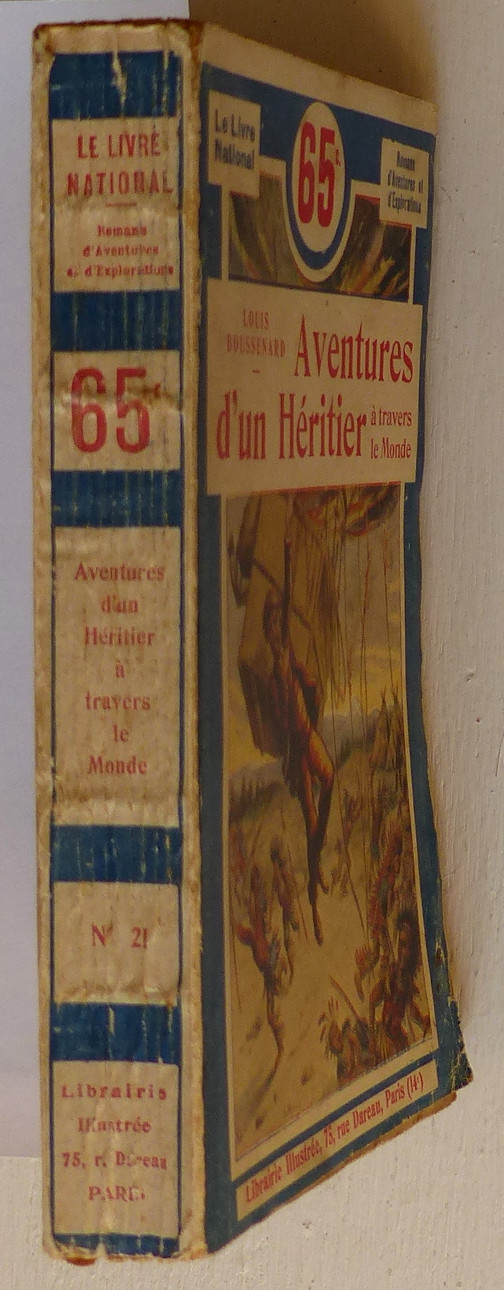 LE LIVRE
NATIONAL
Romans
d'Aventures
et d'Explorations
65c
Aventures
d'un
Héritier
à
travers
le
Monde
N° 21
Librairie
Illustrée
75, r. Dareau
PARIS
Le Livre
National
65c.
Romans
d'Aventures et
d'Explorations
LOUIS
BOUSSENARD
Aventures
d'un Héritier à travers
le Monde
Librairie Illustrée, 75, rue Dareau, Paris (14e)